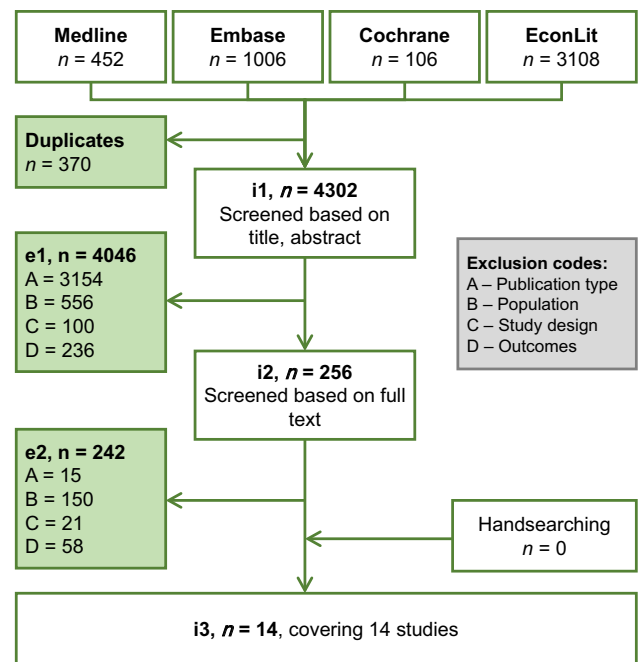 Medline
n = 452
Embase
n = 1006
Cochrane
n = 106
EconLit
n = 3108
Duplicates
n = 370
i1, n = 4302
Screened based on
title, abstract
e1, n = 4046
A = 3154
B = 556
C = 100
D = 236
Exclusion codes:
A – Publication type
B – Population
C – Study design
D – Outcomes
i2, n = 256
Screened based on full
text
e2, n = 242
A = 15
B = 150
C = 21
D = 58
Handsearching
n = 0
i3, n = 14, covering 14 studies